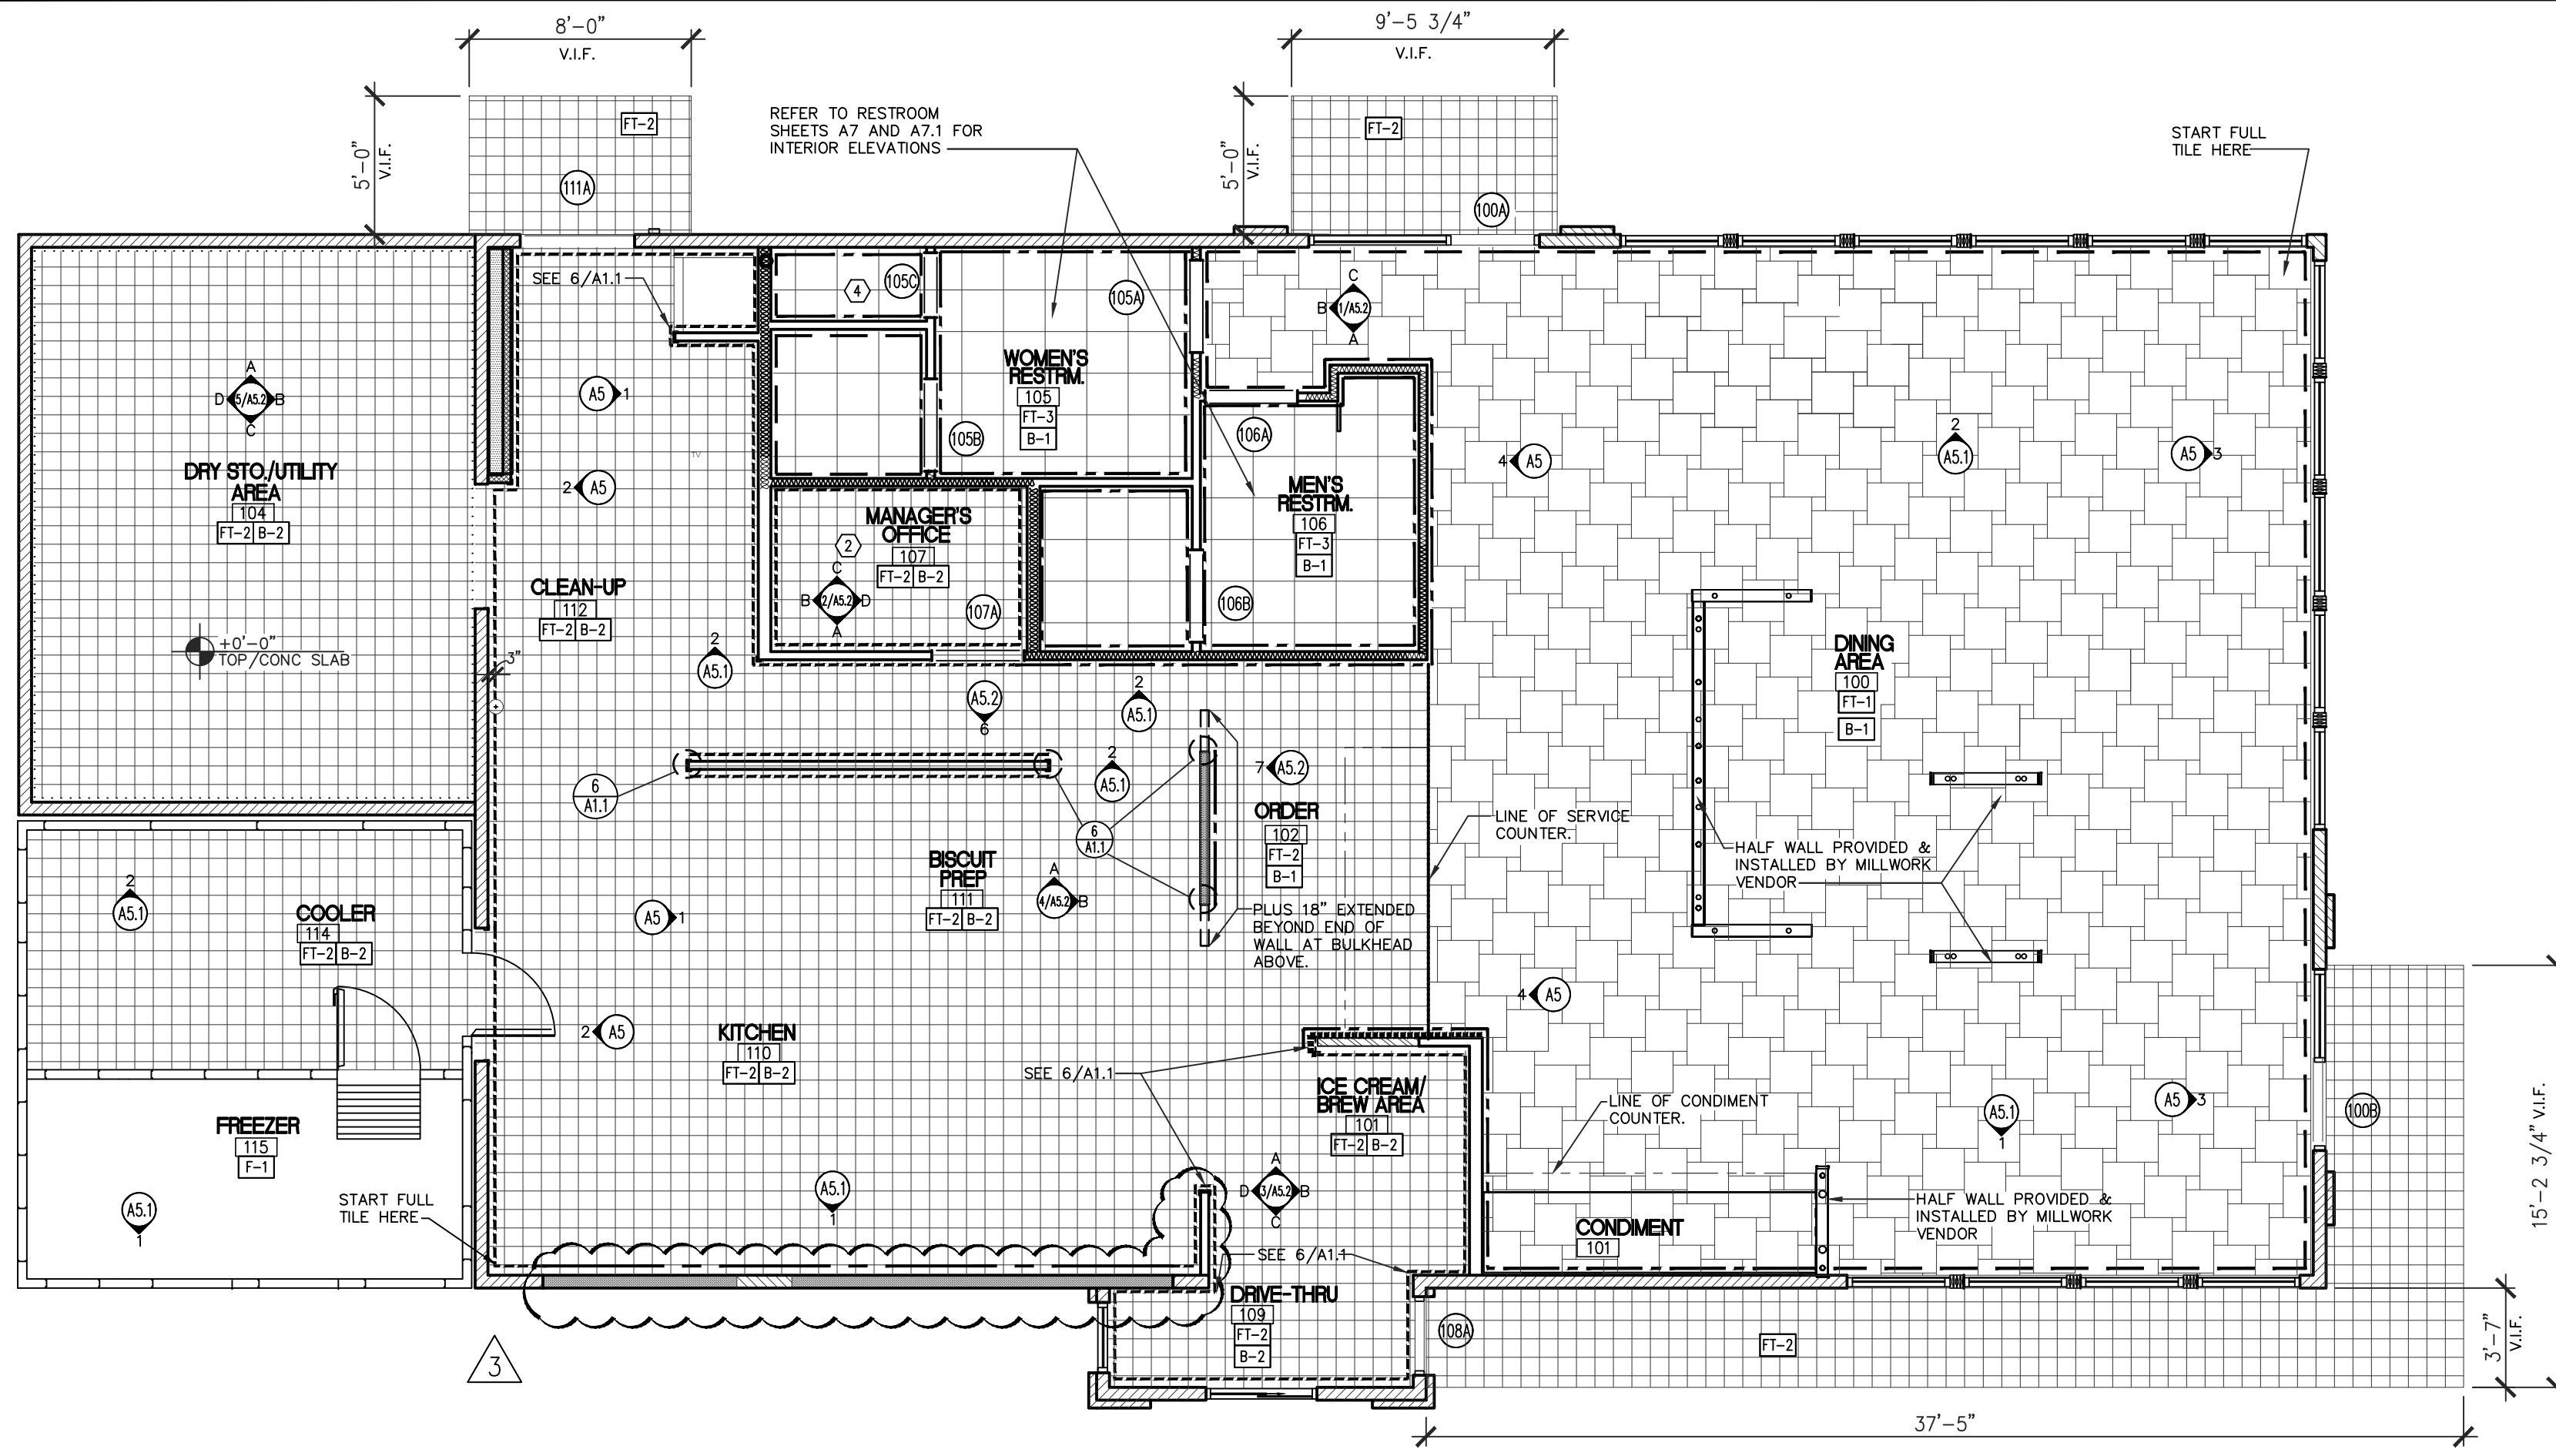 8'-0"
V.I.F.
9'-5 3/4"
V.I.F.
5'-0"
V.I.F.
FT-2
111A
REFER TO RESTROOM
SHEETS A7 AND A7.1 FOR
INTERIOR ELEVATIONS
5'-0"
V.I.F.
FT-2
100A
START FULL
TILE HERE
SEE 6/A1.1
4
105C
105A
C
B 1/A5.2
A
A
D 5/A5.2 B
C
A5 1
WOMEN'S
RESTRM.
105
FT-3
B-1
105B
106A
TV
4 A5
2
A5.1
A5 3
DRY STO./UTILITY
AREA
104
FT-2 B-2
2 A5
MANAGER'S
OFFICE
2
107
FT-2 B-2
C
B 2/A5.2 D
A
107A
MEN'S
RESTRM.
106
FT-3
B-1
106B
CLEAN-UP
112
FT-2 B-2
+0'-0"
TOP/CONC SLAB
3"
2
A5.1
A5.2
6
2
A5.1
DINING
AREA
100
FT-1
B-1
6
A1.1
2
A5.1
7 A5.2
ORDER
102
FT-2
B-1
6
A1.1
LINE OF SERVICE
COUNTER.
HALF WALL PROVIDED &
INSTALLED BY MILLWORK
VENDOR
BISCUIT
PREP
111
FT-2 B-2
A
4/A5.2 B
PLUS 18" EXTENDED
BEYOND END OF
WALL AT BULKHEAD
ABOVE.
2
A5.1
COOLER
114
FT-2 B-2
A5 1
4 A5
2 A5
KITCHEN
110
FT-2 B-2
SEE 6/A1.1
ICE CREAM/
BREW AREA
101
FT-2 B-2
LINE OF CONDIMENT
COUNTER.
A5.1
1
A5 3
100B
15'-2 3/4" V.I.F.
FREEZER
115
F-1
A5.1
1
START FULL
TILE HERE
A5.1
1
A
D 3/A5.2 B
C
HALF WALL PROVIDED &
INSTALLED BY MILLWORK
VENDOR
CONDIMENT
101
SEE 6/A1.1
DRIVE-THRU
109
FT-2
B-2
108A
FT-2
3'-7"
V.I.F.
3
37'-5"